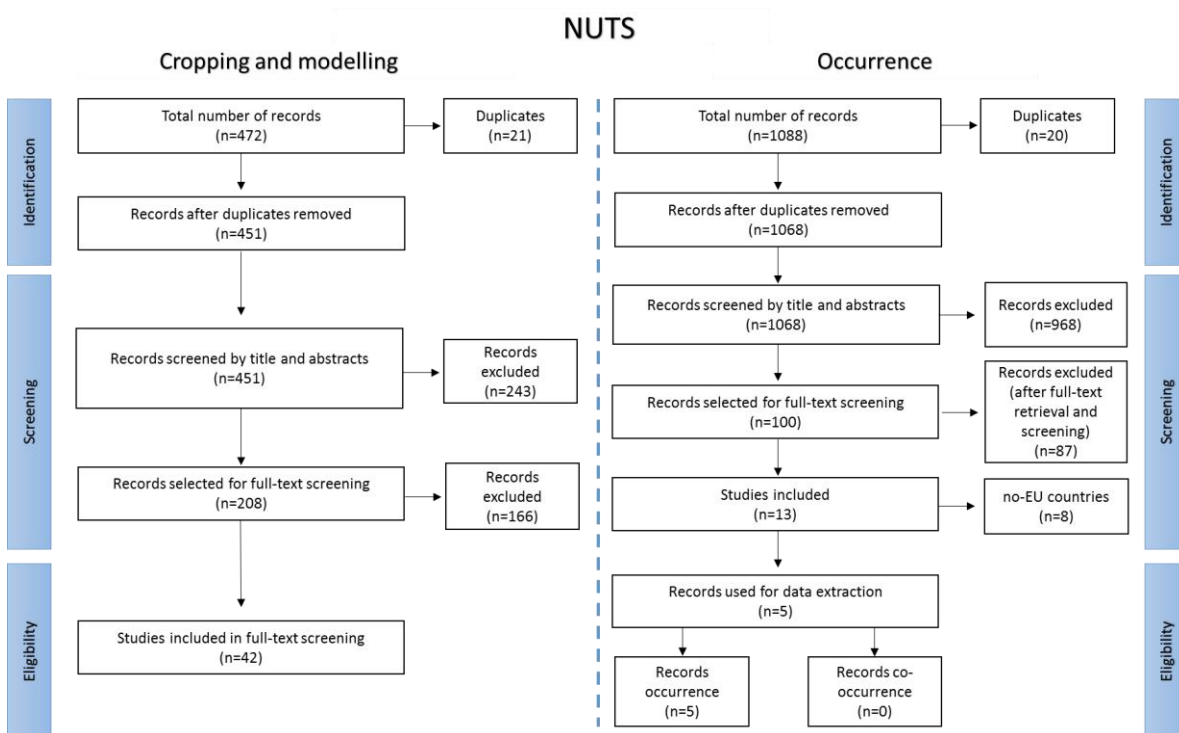 NUTS
Cropping and modelling
Identification
Screening
Eligibility
Total number of records
(n=472)
Duplicates
(n=21)
Records after duplicates removed
(n=451)
Records screened by title and abstracts
(n=451)
Records
excluded
(n=243)
Records selected for full-text screening
(n=208)
Records
excluded
(n=166)
Studies included in full-text screening
(n=42)
Occurrence
Total number of records
(n=1088)
Duplicates
(n=20)
Records after duplicates removed
(n=1068)
Records screened by title and abstracts
(n=1068)
Records excluded
(n=968)
Records selected for full-text screening
(n=100)
Records excluded
(after full-text
retrieval and
screening)
(n=87)
Studies included
(n=13)
no-EU countries
(n=8)
Records used for data extraction
(n=5)
Records
occurrence
(n=5)
Records co-
occurrence
(n=0)
Identification
Screening
Eligibility